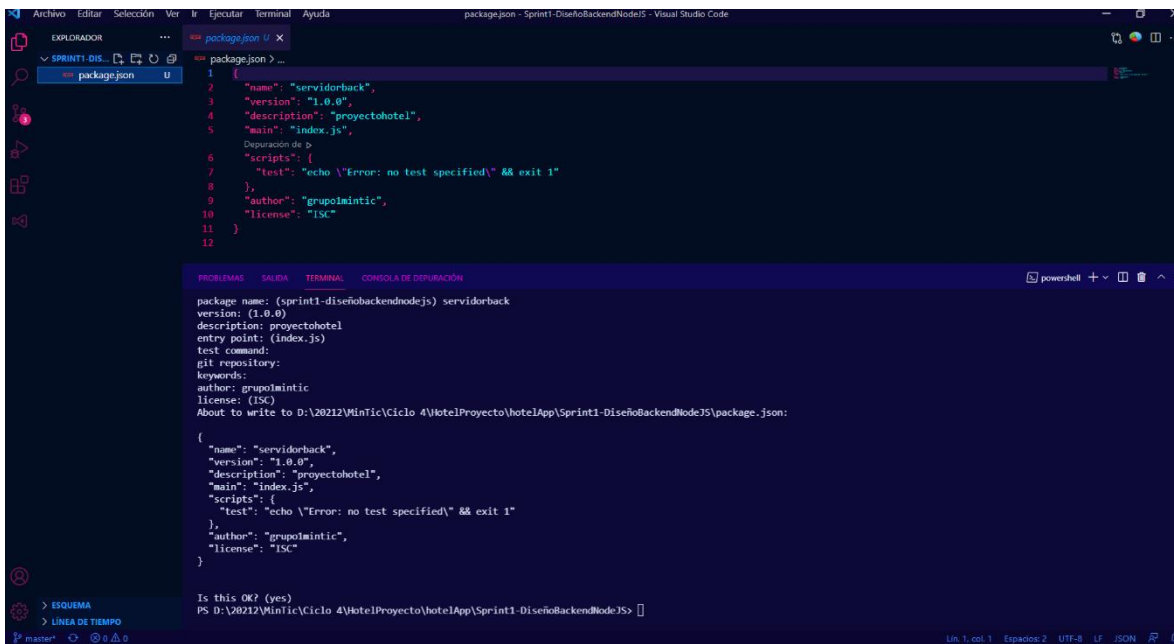 Archivo Editar Selección Ver Ir Ejecutar Terminal Ayuda
package.json - Sprint1-DiseñoBackendNodeJS - Visual Studio Code
EXPLORADOR
SPRINT1-DIS...
package.json U
3
package.json U
package.json > ...
1 {
2 "name": "servidorback",
3 "version": "1.0.0",
4 "description": "proyectohotel",
5 "main": "index.js",
Depuración de
6 "scripts": {
7 "test": "echo \"Error: no test specified\" && exit 1"
8 },
9 "author": "grupo1mintic",
10 "license": "ISC"
11 }
12
PROBLEMAS SALIDA TERMINAL CONSOLA DE DEPURACIÓN
powershell
package name: (sprint1-diseñobackendnodejs) servidorback
version: (1.0.0)
description: proyectohotel
entry point: (index.js)
test command:
git repository:
keywords:
author: grupo1mintic
license: (ISC)
About to write to D:\20212\MinTic\Ciclo 4\HotelProyecto\hotelApp\Sprint1-DiseñoBackendNodeJS\package.json:
{
"name": "servidorback",
"version": "1.0.0",
"description": "proyectohotel",
"main": "index.js",
"scripts": {
"test": "echo \"Error: no test specified\" && exit 1"
},
"author": "grupo1mintic",
"license": "ISC"
}
Is this OK? (yes)
PS D:\20212\MinTic\Ciclo 4\HotelProyecto\hotelApp\Sprint1-DiseñoBackendNodeJS>
ESQUEMA
LÍNEA DE TIEMPO
master* 0 0
Lín. 1, col. 1 Espacios: 2 UTF-8 LF JSON